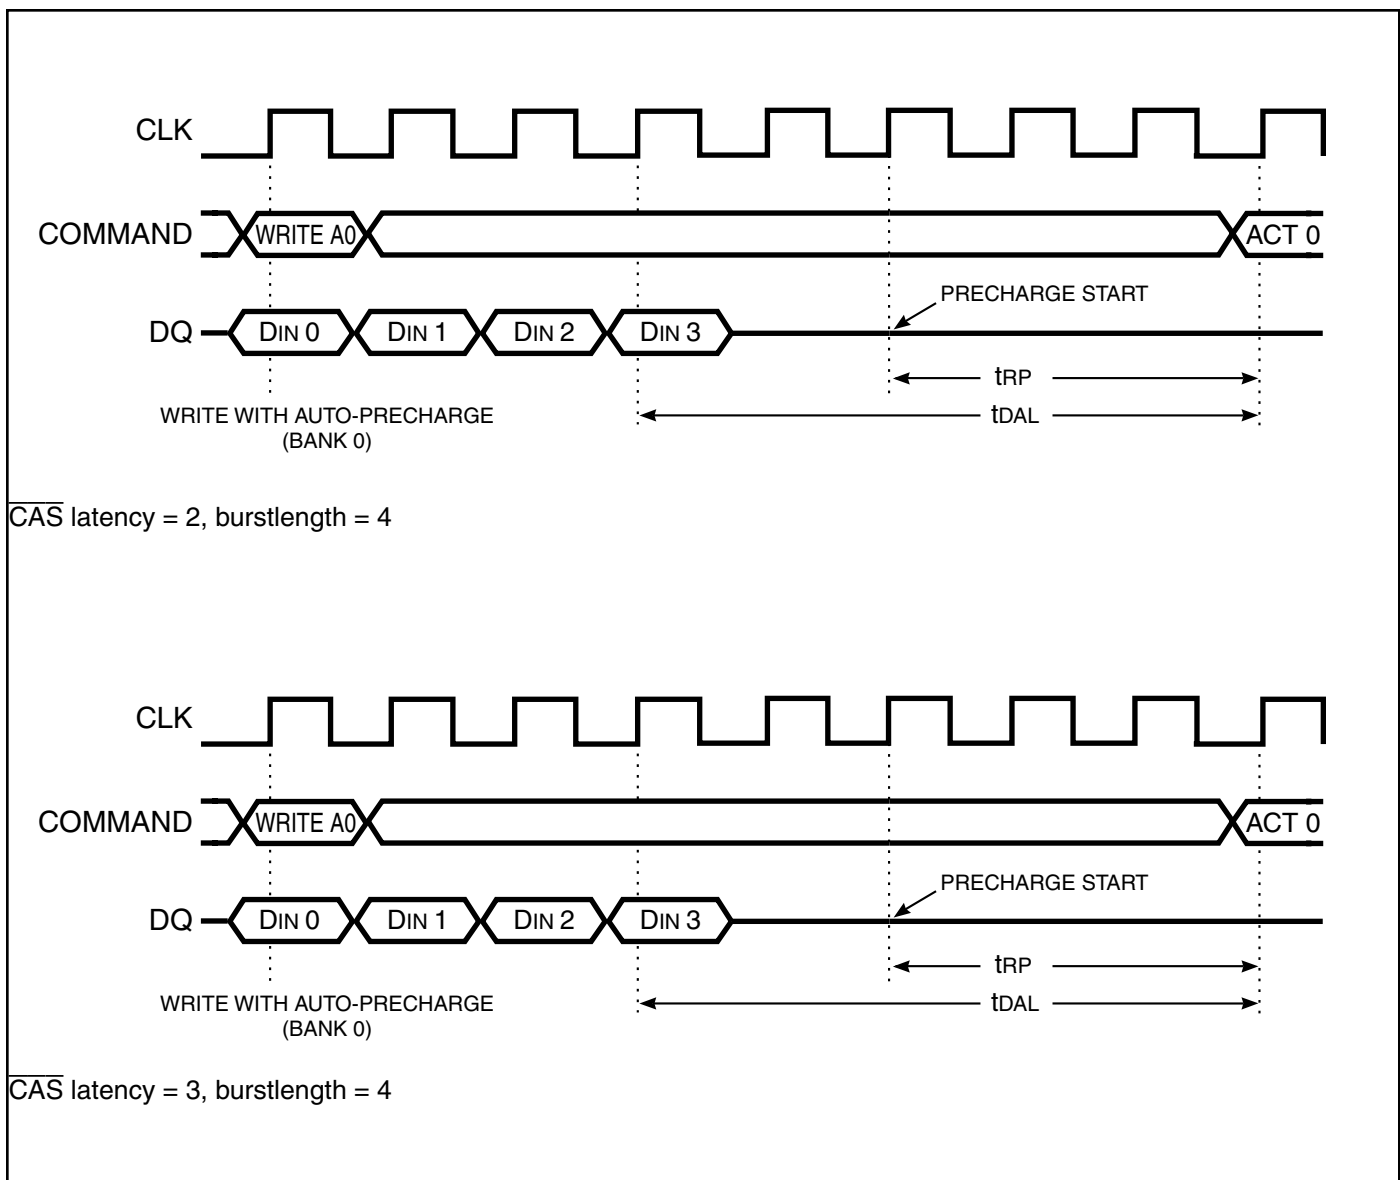 CLK
COMMAND WRITE A0 ACT 0
PRECHARGE START
DQ DIN 0 DIN 1 DIN 2 DIN 3
tRP
WRITE WITH AUTO-PRECHARGE tDAL
(BANK 0)
CAS latency = 2, burstlength = 4
CLK
COMMAND WRITE A0 ACT 0
PRECHARGE START
DQ DIN 0 DIN 1 DIN 2 DIN 3
tRP
WRITE WITH AUTO-PRECHARGE tDAL
(BANK 0)
CAS latency = 3, burstlength = 4